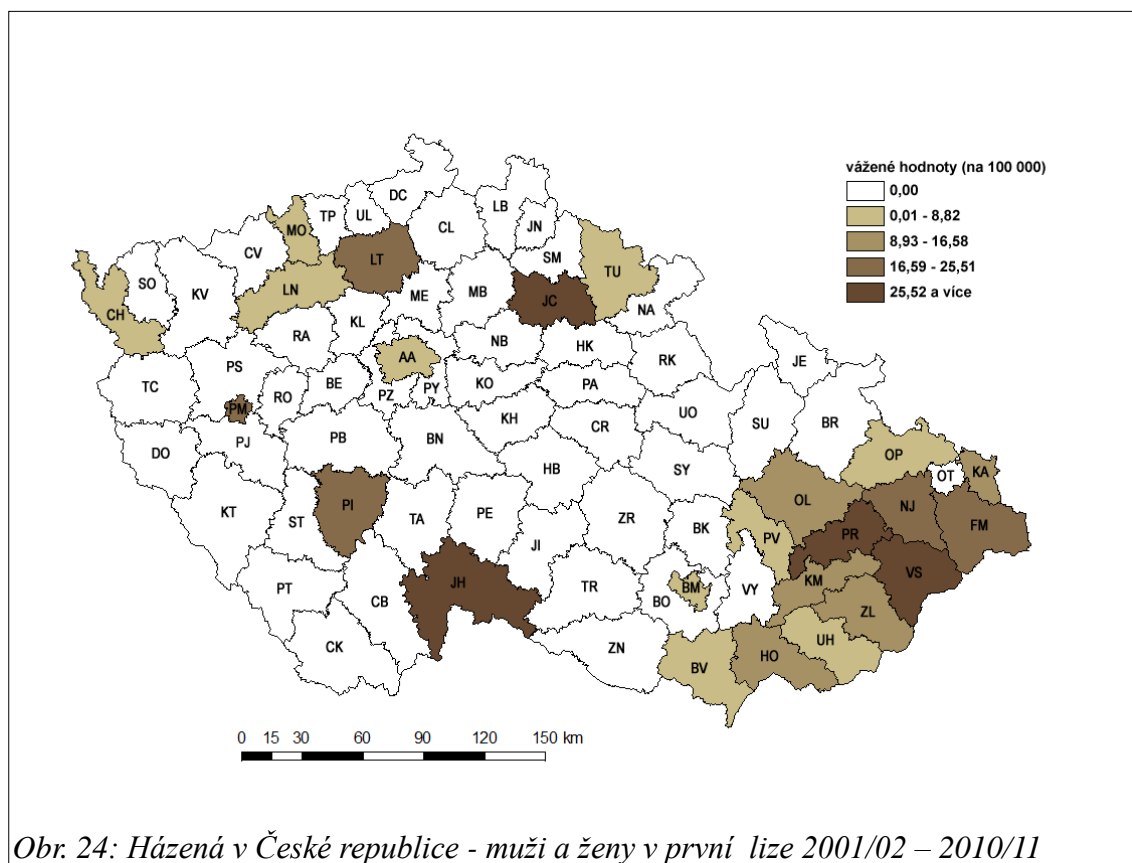 vážené hodnoty (na 100 000)
0,00
0,01 - 8,82
8,93 - 16,58
16,59 - 25,51
25,52 a více
DC
LB
TP
UL
JN
MO
CL
CV
LT
SM
TU
SO
KV
LN
ME
MB
JC
NA
CH
KL
RA
NB
HK
RK
JE
AA
PS
TC
RO
BE
PZ
PY
KO
PA
PM
UO
SU
BR
KH
CR
DO
PJ
PB
BN
OP
HB
SY
OT
KA
KT
ST
PI
TA
PE
ZR
BK
OL
NJ
FM
PV
PR
JI
VS
PT
CB
JH
TR
BO
BM
VY
KM
ZL
CK
ZN
BV
HO
UH
0 15 30 60 90 120 150 km
Obr. 24: Házená v České republice - muži a ženy v první lize 2001/02 – 2010/11